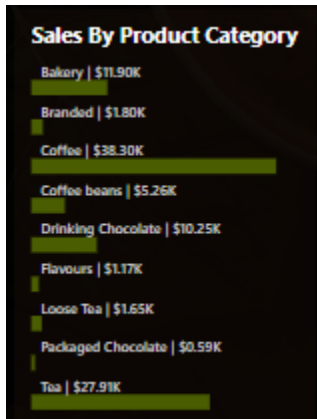 Sales By Product Category
Bakery | $11.90K
Branded | $1.80K
Coffee | $38.30K
Coffee beans | $5.26K
Drinking Chocolate | $10.25K
Flavours | $1.17K
Loose Tea | $1.65K
Packaged Chocolate | $0.59K
Tea | $27.91K